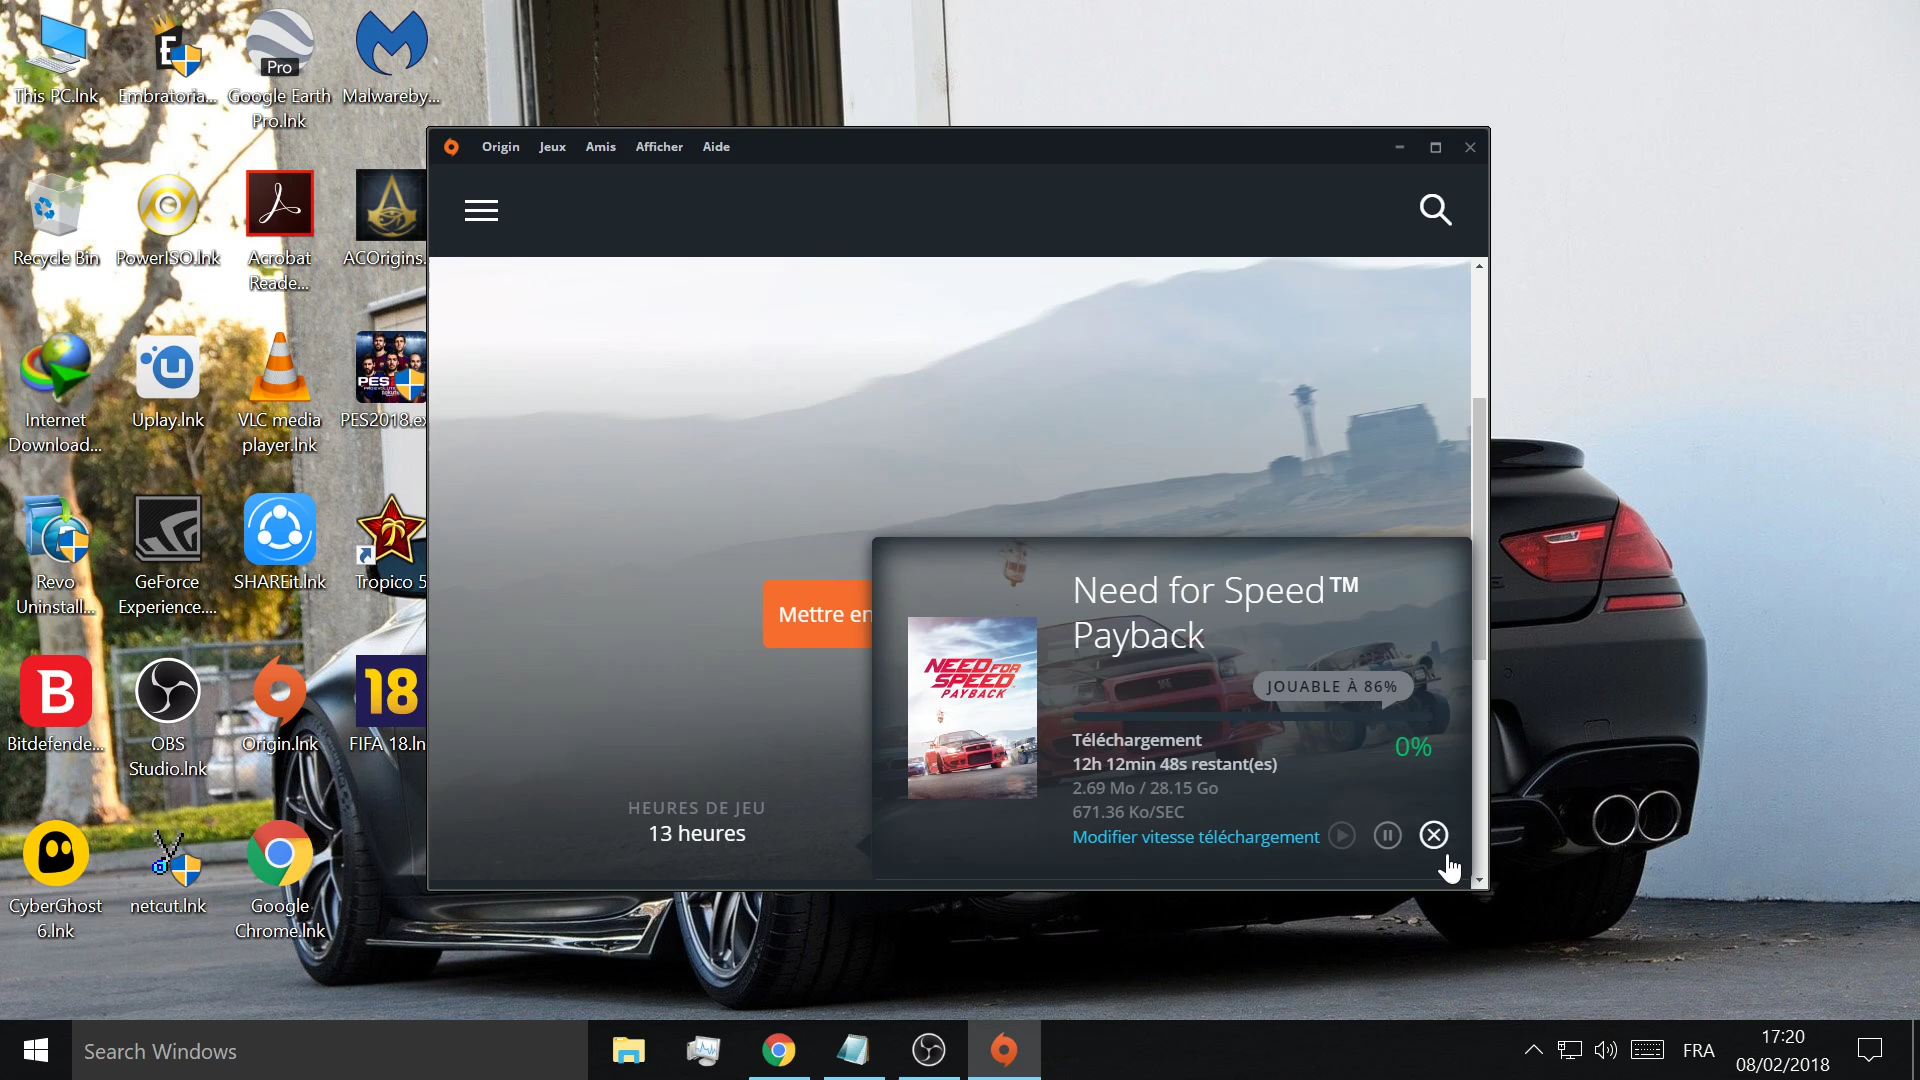 This PC.lnk
Embratoria...
Pro
Google Earth
Pro.lnk
Malwareby...
Recycle Bin
PowerISO.lnk
Acrobat
Reade...
ACOrigins.
Internet
Download...
Uplay.lnk
VLC media
player.lnk
PES
PES2018.ex
Revo
Uninstall...
GeForce
Experience....
SHAREit.lnk
Tropico 5
B
18
Bitdefende...
OBS
Studio.lnk
Origin.lnk
FIFA 18.ln
CyberGhost
6.lnk
netcut.lnk
Google
Chrome.lnk
Origin Jeux Amis Afficher Aide
Mettre en
HEURES DE JEU
13 heures
NEED FOR
SPEED
PAYBACK
Need for Speed™
Payback
JOUABLE À 86%
Téléchargement
0%
12h 12min 48s restant(es)
2.69 Mo / 28.15 Go
671.36 Ko/SEC
Modifier vitesse téléchargement
Search Windows
FRA
17:20
08/02/2018